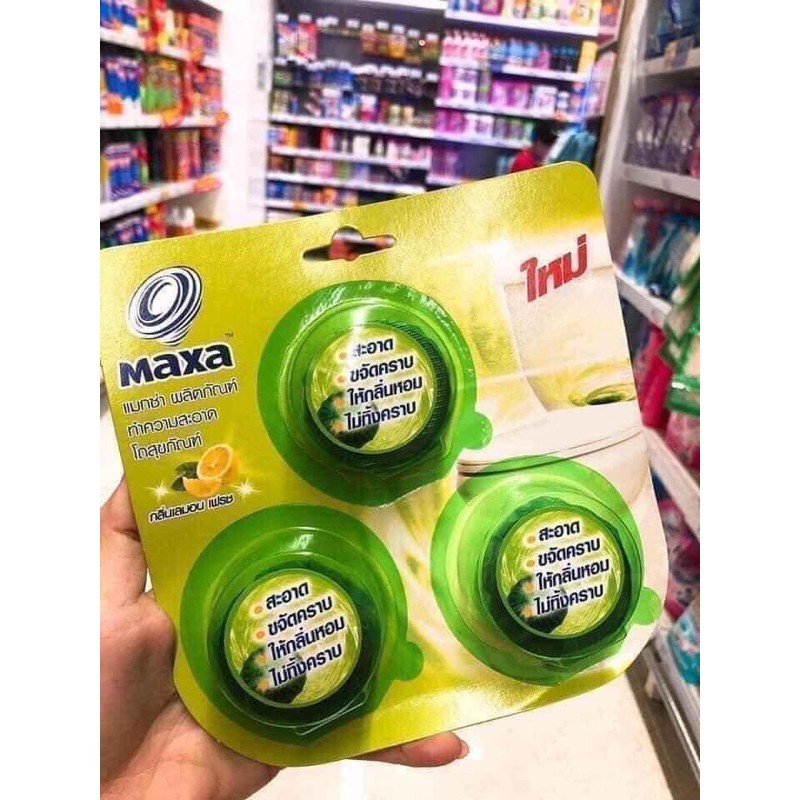 maxa™
แมกซ่า ผลิตภัณฑ์
ทำความสะอาด
โถสุขภัณฑ์
กลิ่นเลมอน เฟรช
ใหม่
สะอาด
ขจัดคราบ
ให้กลิ่นหอม
ไม่ทิ้งคราบ
สะอาด
ขจัดคราบ
ให้กลิ่นหอม
ไม่ทิ้งคราบ
สะอาด
ขจัดคราบ
ให้กลิ่นหอม
ไม่ทิ้งคราบ